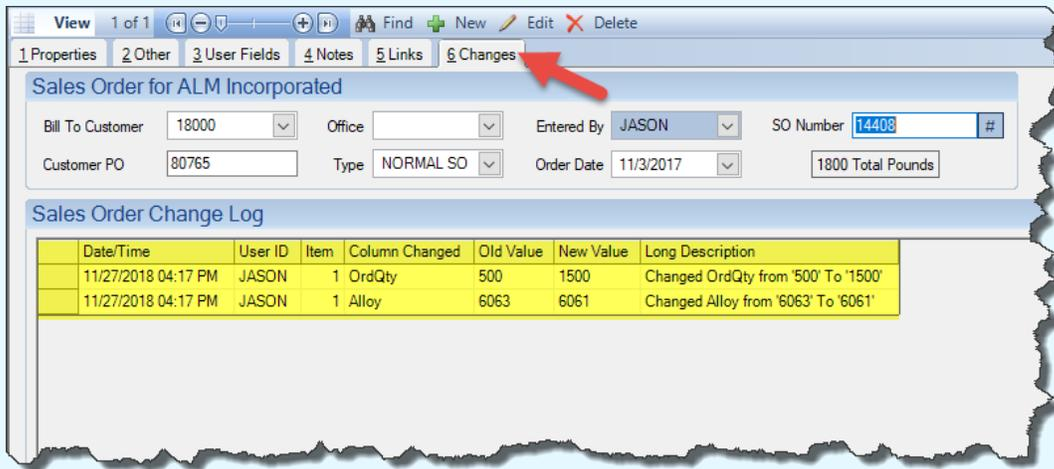 View 1 of 1 Find New Edit Delete
1 Properties 2 Other 3 User Fields 4 Notes 5 Links 6 Changes
Sales Order for ALM Incorporated
Bill To Customer 18000 Office Entered By JASON SO Number 14408 #
Customer PO 80765 Type NORMAL SO Order Date 11/3/2017 1800 Total Pounds
Sales Order Change Log
Date/Time User ID Item Column Changed Old Value New Value Long Description
11/27/2018 04:17 PM JASON 1 OrdQty 500 1500 Changed OrdQty from '500' To '1500'
11/27/2018 04:17 PM JASON 1 Alloy 6063 6061 Changed Alloy from '6063' To '6061'